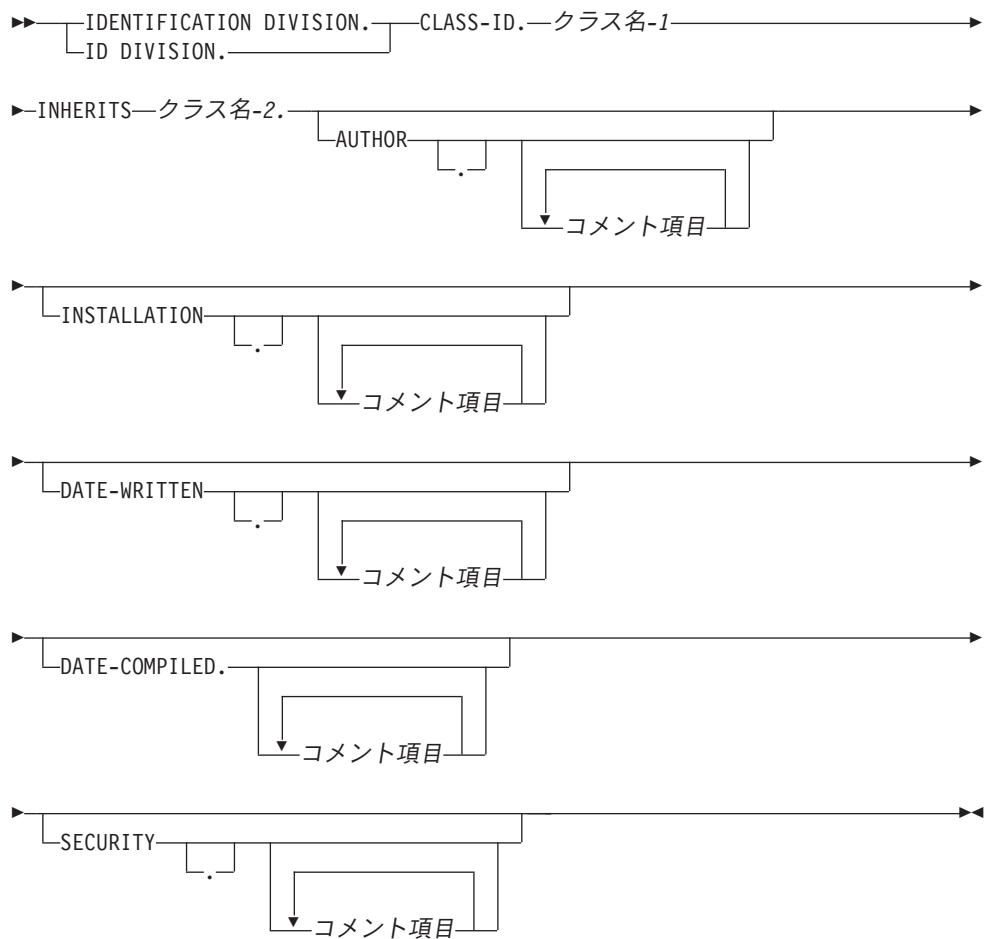 IDENTIFICATION DIVISION. CLASS-ID. クラス名-1
ID DIVISION.
INHERITS クラス名-2.
AUTHOR
.
コメント項目
INSTALLATION
.
コメント項目
DATE-WRITTEN
.
コメント項目
DATE-COMPILED.
コメント項目
SECURITY
.
コメント項目